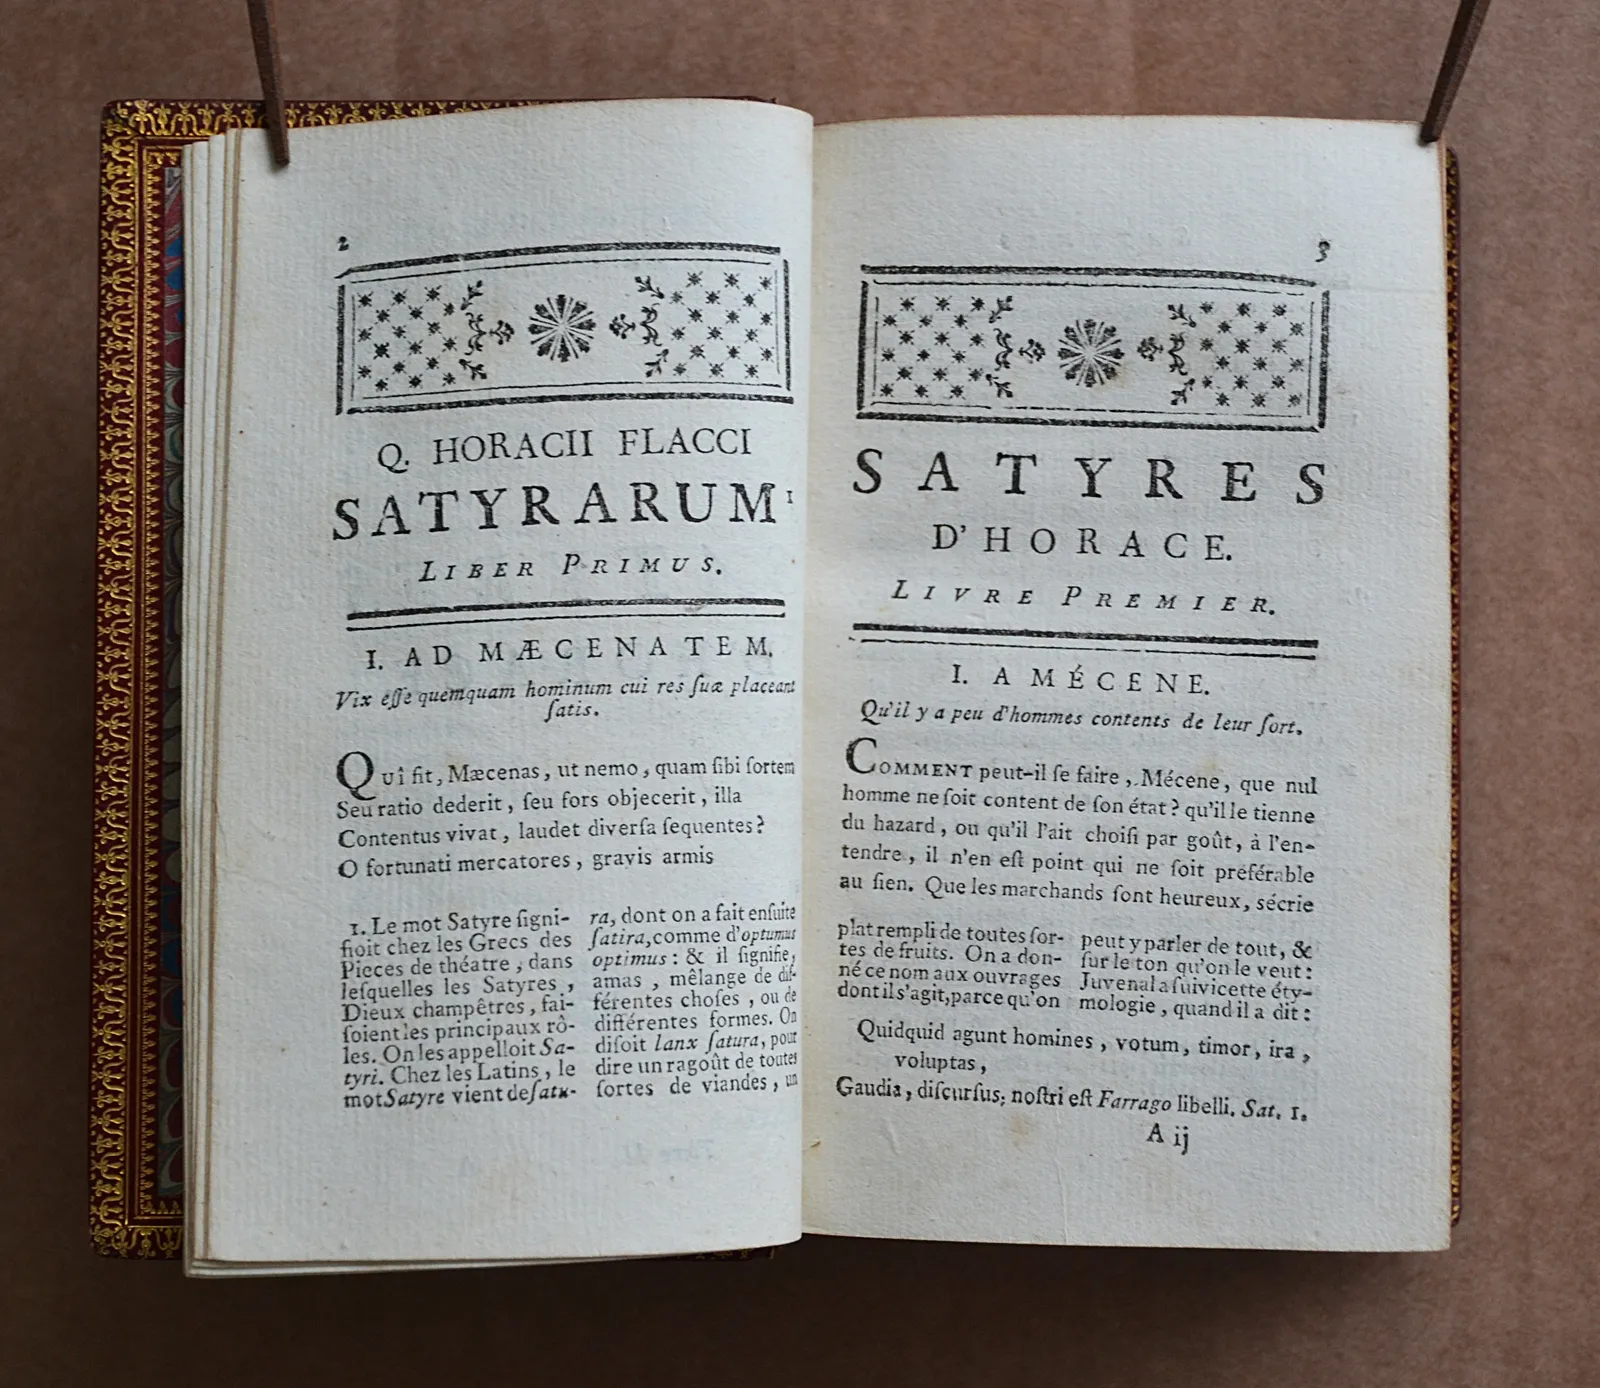 2
Q. HORACII FLACCI
SATYRARUM 1
LIBER PRIMUS.
I. AD MÆCENATEM.
Vix eſſe quemquam hominum cui res ſuæ placeant
ſatis.
QUî fit, Mæcenas, ut nemo, quam ſibi ſortem
Seu ratio dederit, ſeu fors objecerit, illa
Contentus vivat, laudet diverſa ſequentes?
O fortunati mercatores, gravis armis
1. Le mot Satyre ſigni-
fioit chez les Grecs des
Pieces de théatre, dans
leſquelles les Satyres,
Dieux champêtres, fai-
ſoient les principaux rô-
les. On les appelloit Sa-
tyri. Chez les Latins, le
mot Satyre vient de ſatu-
ra, dont on a fait enſuite
ſatira, comme d'optumus
optimus: & il ſignifie,
amas, mêlange de dif-
férentes choſes, ou de
différentes formes. On
diſoit lanx ſatura, pour
dire un ragoût de toutes
ſortes de viandes, un
3
SATYRES
D'HORACE.
LIVRE PREMIER.
I. A MÉCENE.
Qu'il y a peu d'hommes contents de leur ſort.
COMMENT peut-il ſe faire, Mécene, que nul
homme ne ſoit content de ſon état? qu'il le tienne
du hazard, ou qu'il l'ait choiſi par goût, à l'en-
tendre, il n'en eſt point qui ne ſoit préférable
au ſien. Que les marchands ſont heureux, s'écrie
plat rempli de toutes ſor-
tes de fruits. On a don-
né ce nom aux ouvrages
dont il s'agit, parce qu'on
peut y parler de tout, &
ſur le ton qu'on le veut:
Juvenal a ſuivi cette éty-
mologie, quand il a dit:
Quidquid agunt homines, votum, timor, ira,
voluptas,
Gaudia, diſcurſus; noſtri eſt Farrago libelli. Sat. 1.
A ij